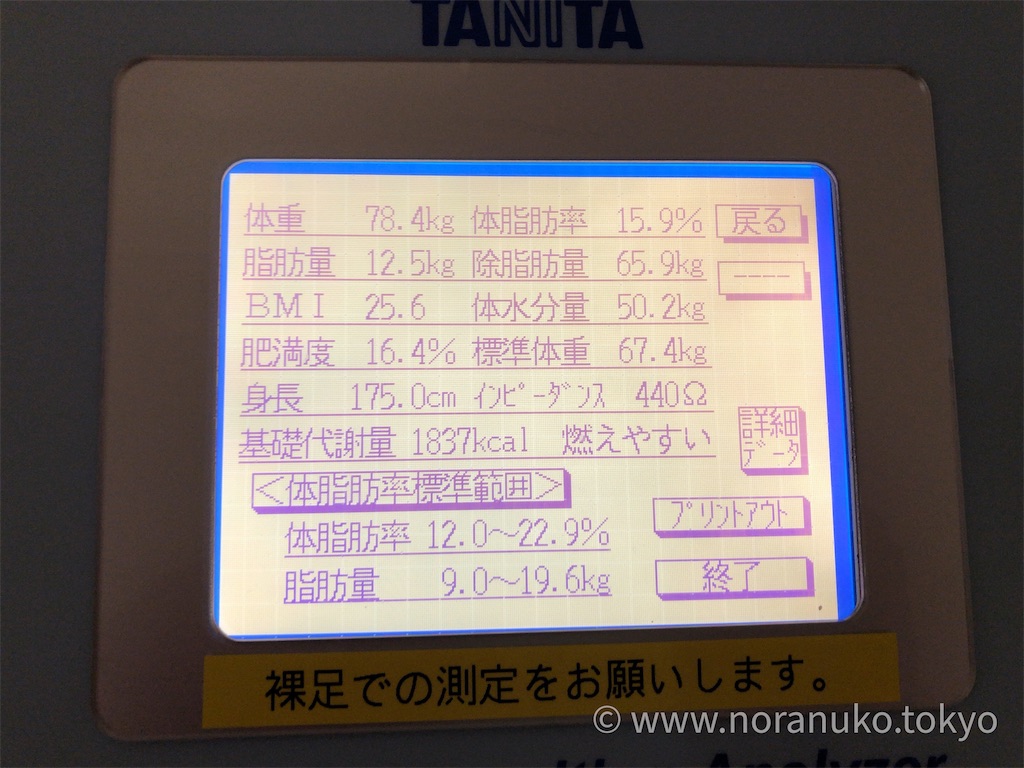 TANITA
体重 78.4kg 体脂肪率 15.9% 戻る
脂肪量 12.5kg 除脂肪量 65.9kg ----
BMI 25.6 体水分量 50.2kg
肥満度 16.4% 標準体重 67.4kg
身長 175.0cm インピーダンス 440Ω
詳細
データ
基礎代謝量 1837kcal 燃えやすい
<体脂肪率標準範囲>
プリントアウト
体脂肪率 12.0〜22.9%
脂肪量 9.0〜19.6kg
終了
裸足での測定をお願いします。
© www.noranuko.tokyo
Analyzer